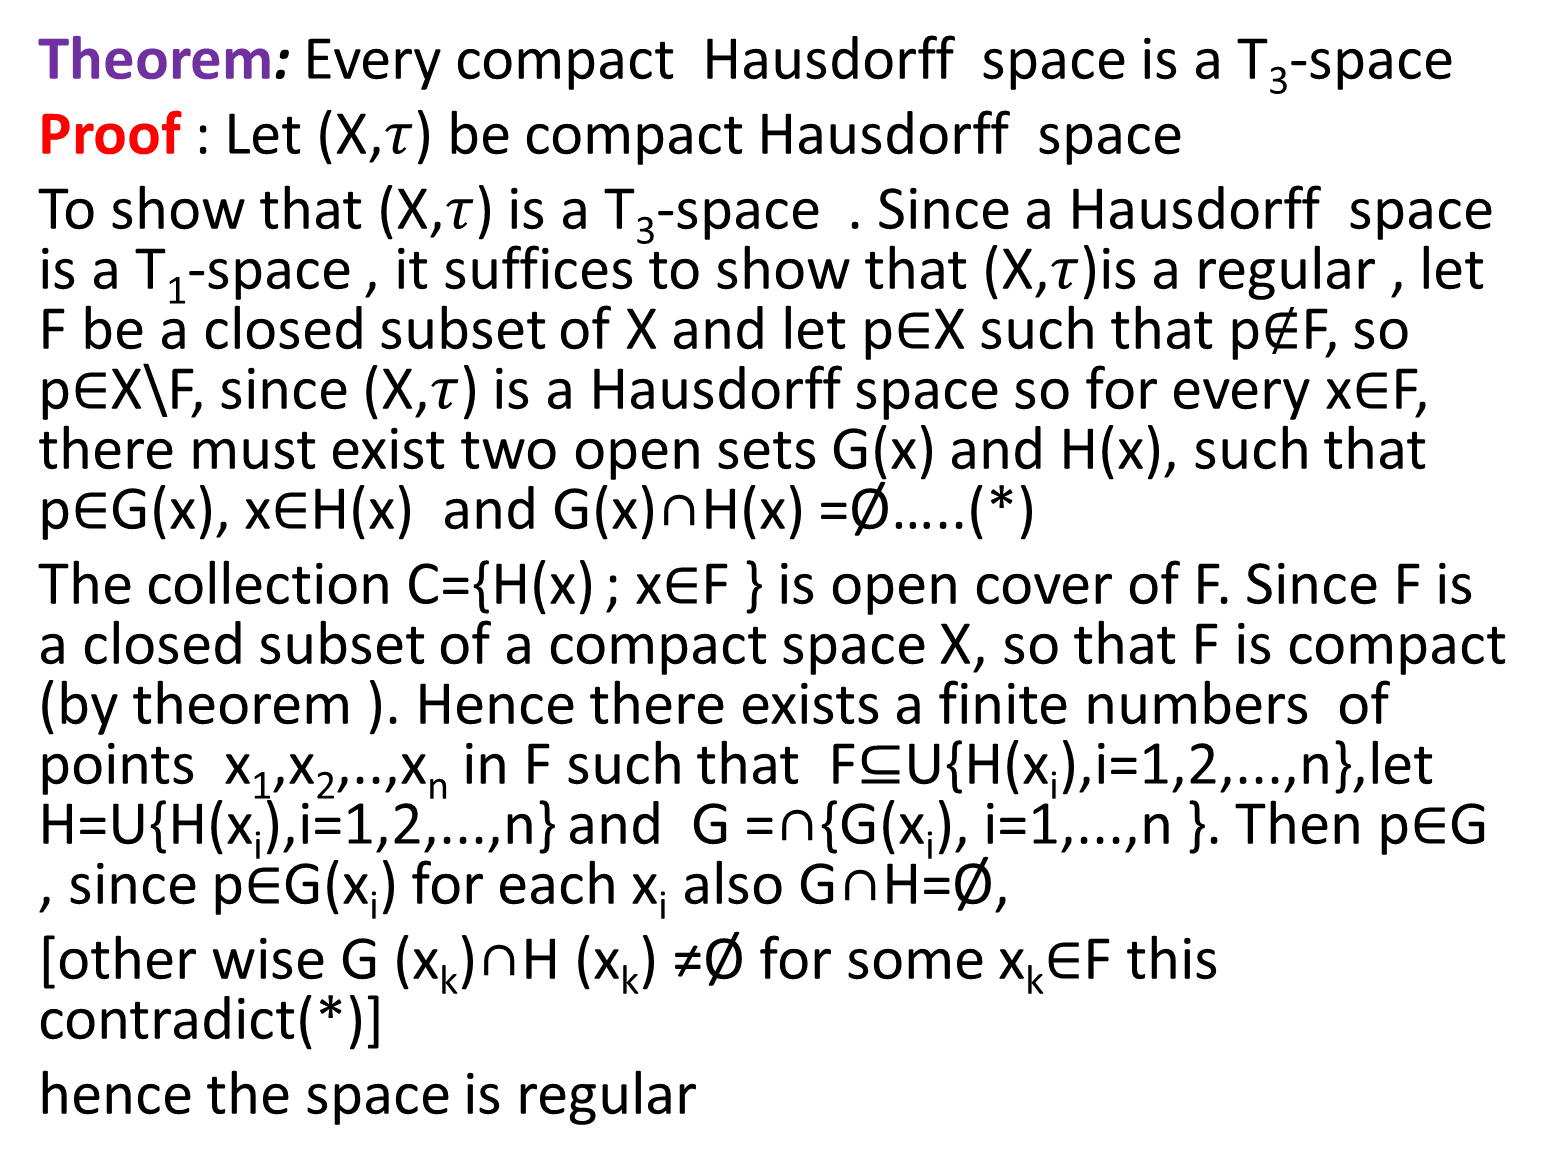 Theorem: Every compact Hausdorff space is a T₃-space
Proof : Let (X,𝜏) be compact Hausdorff space
To show that (X,𝜏) is a T₃-space . Since a Hausdorff space
is a T₁-space , it suffices to show that (X,𝜏)is a regular , let
F be a closed subset of X and let p∈X such that p∉F, so
p∈X\F, since (X,𝜏) is a Hausdorff space so for every x∈F,
there must exist two open sets G(x) and H(x), such that
p∈G(x), x∈H(x) and G(x)∩H(x) =Ø.....(*)
The collection C={H(x) ; x∈F } is open cover of F. Since F is
a closed subset of a compact space X, so that F is compact
(by theorem ). Hence there exists a finite numbers of
points x₁,x₂,..,xₙ in F such that F⊆U{H(xᵢ),i=1,2,...,n},let
H=U{H(xᵢ),i=1,2,...,n} and G =∩{G(xᵢ), i=1,...,n }. Then p∈G
, since p∈G(xᵢ) for each xᵢ also G∩H=Ø,
[other wise G (xₖ)∩H (xₖ) ≠Ø for some xₖ∈F this
contradict(*)]
hence the space is regular